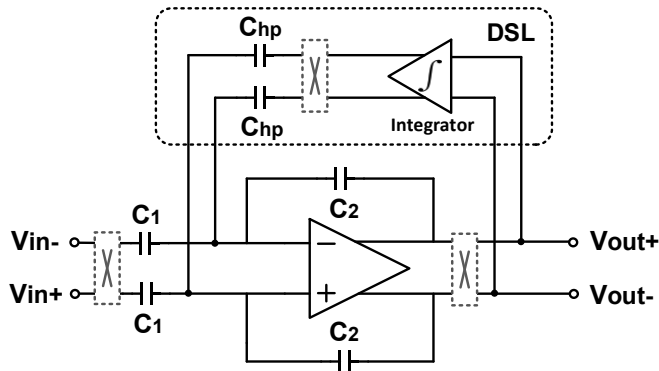 Chp
DSL
∫
Chp
Integrator
C1
C2
Vin-
−
Vout+
Vin+
+
Vout-
C1
C2